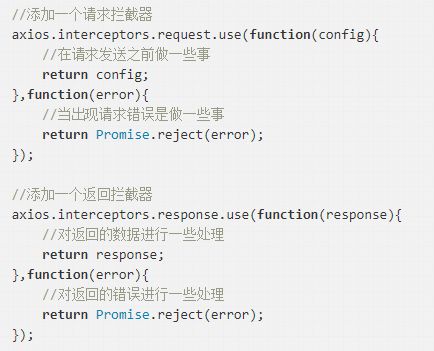 //添加一个请求拦截器
axios.interceptors.request.use(function(config){
    //在请求发送之前做一些事
    return config;
},function(error){
    //当出现请求错误是做一些事
    return Promise.reject(error);
});

//添加一个返回拦截器
axios.interceptors.response.use(function(response){
    //对返回的数据进行一些处理
    return response;
},function(error){
    //对返回的错误进行一些处理
    return Promise.reject(error);
});